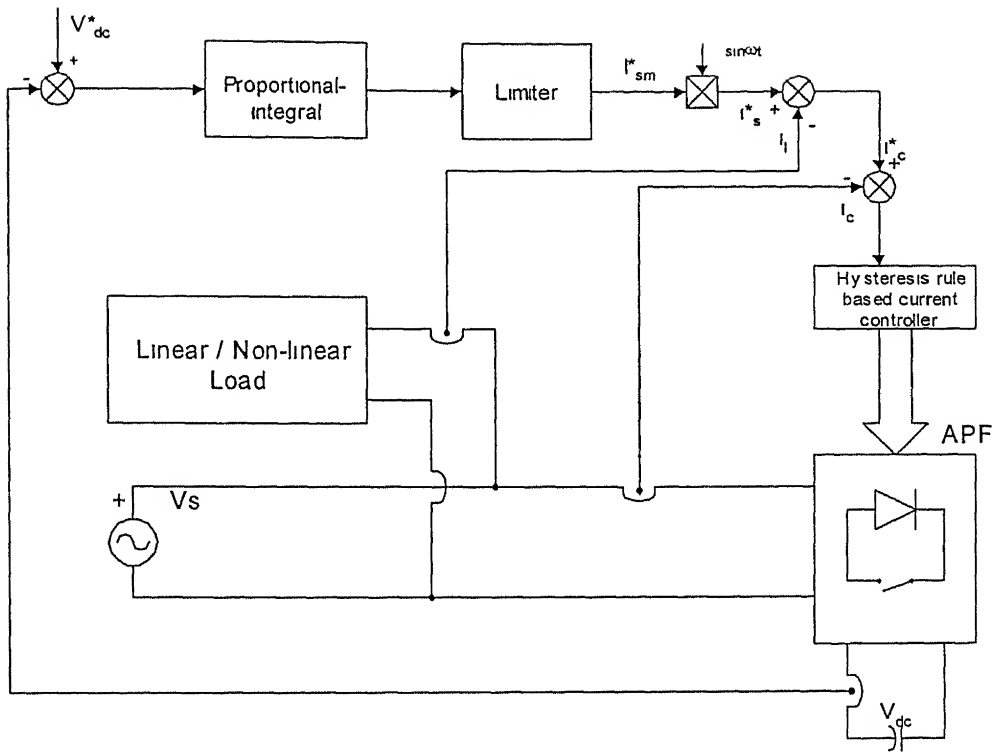 V*dc
+
-
Proportional-
integral
Limiter
I*sm
sinωt
I*s
+
-
Il
I*c
+
-
Ic
Hysteresis rule
based current
controller
Linear / Non-linear
Load
APF
+
Vs
Vdc